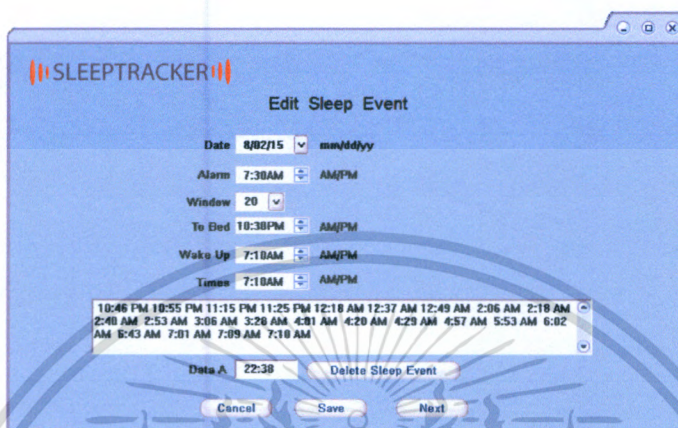 SLEEPTRACKER
Edit Sleep Event
Date 8/02/15 mm/dd/yy
Alarm 7:30AM AM/PM
Window 20
To Bed 10:30PM AM/PM
Wake Up 7:10AM AM/PM
Times 7:10AM AM/PM
10:46 PM 10:55 PM 11:15 PM 11:25 PM 12:18 AM 12:37 AM 12:49 AM 2:06 AM 2:18 AM
2:40 AM 2:53 AM 3:06 AM 3:28 AM 4:01 AM 4:20 AM 4:29 AM 4:57 AM 5:53 AM 6:02
AM 6:43 AM 7:01 AM 7:09 AM 7:10 AM
Data A 22:38 Delete Sleep Event
Cancel Save Next